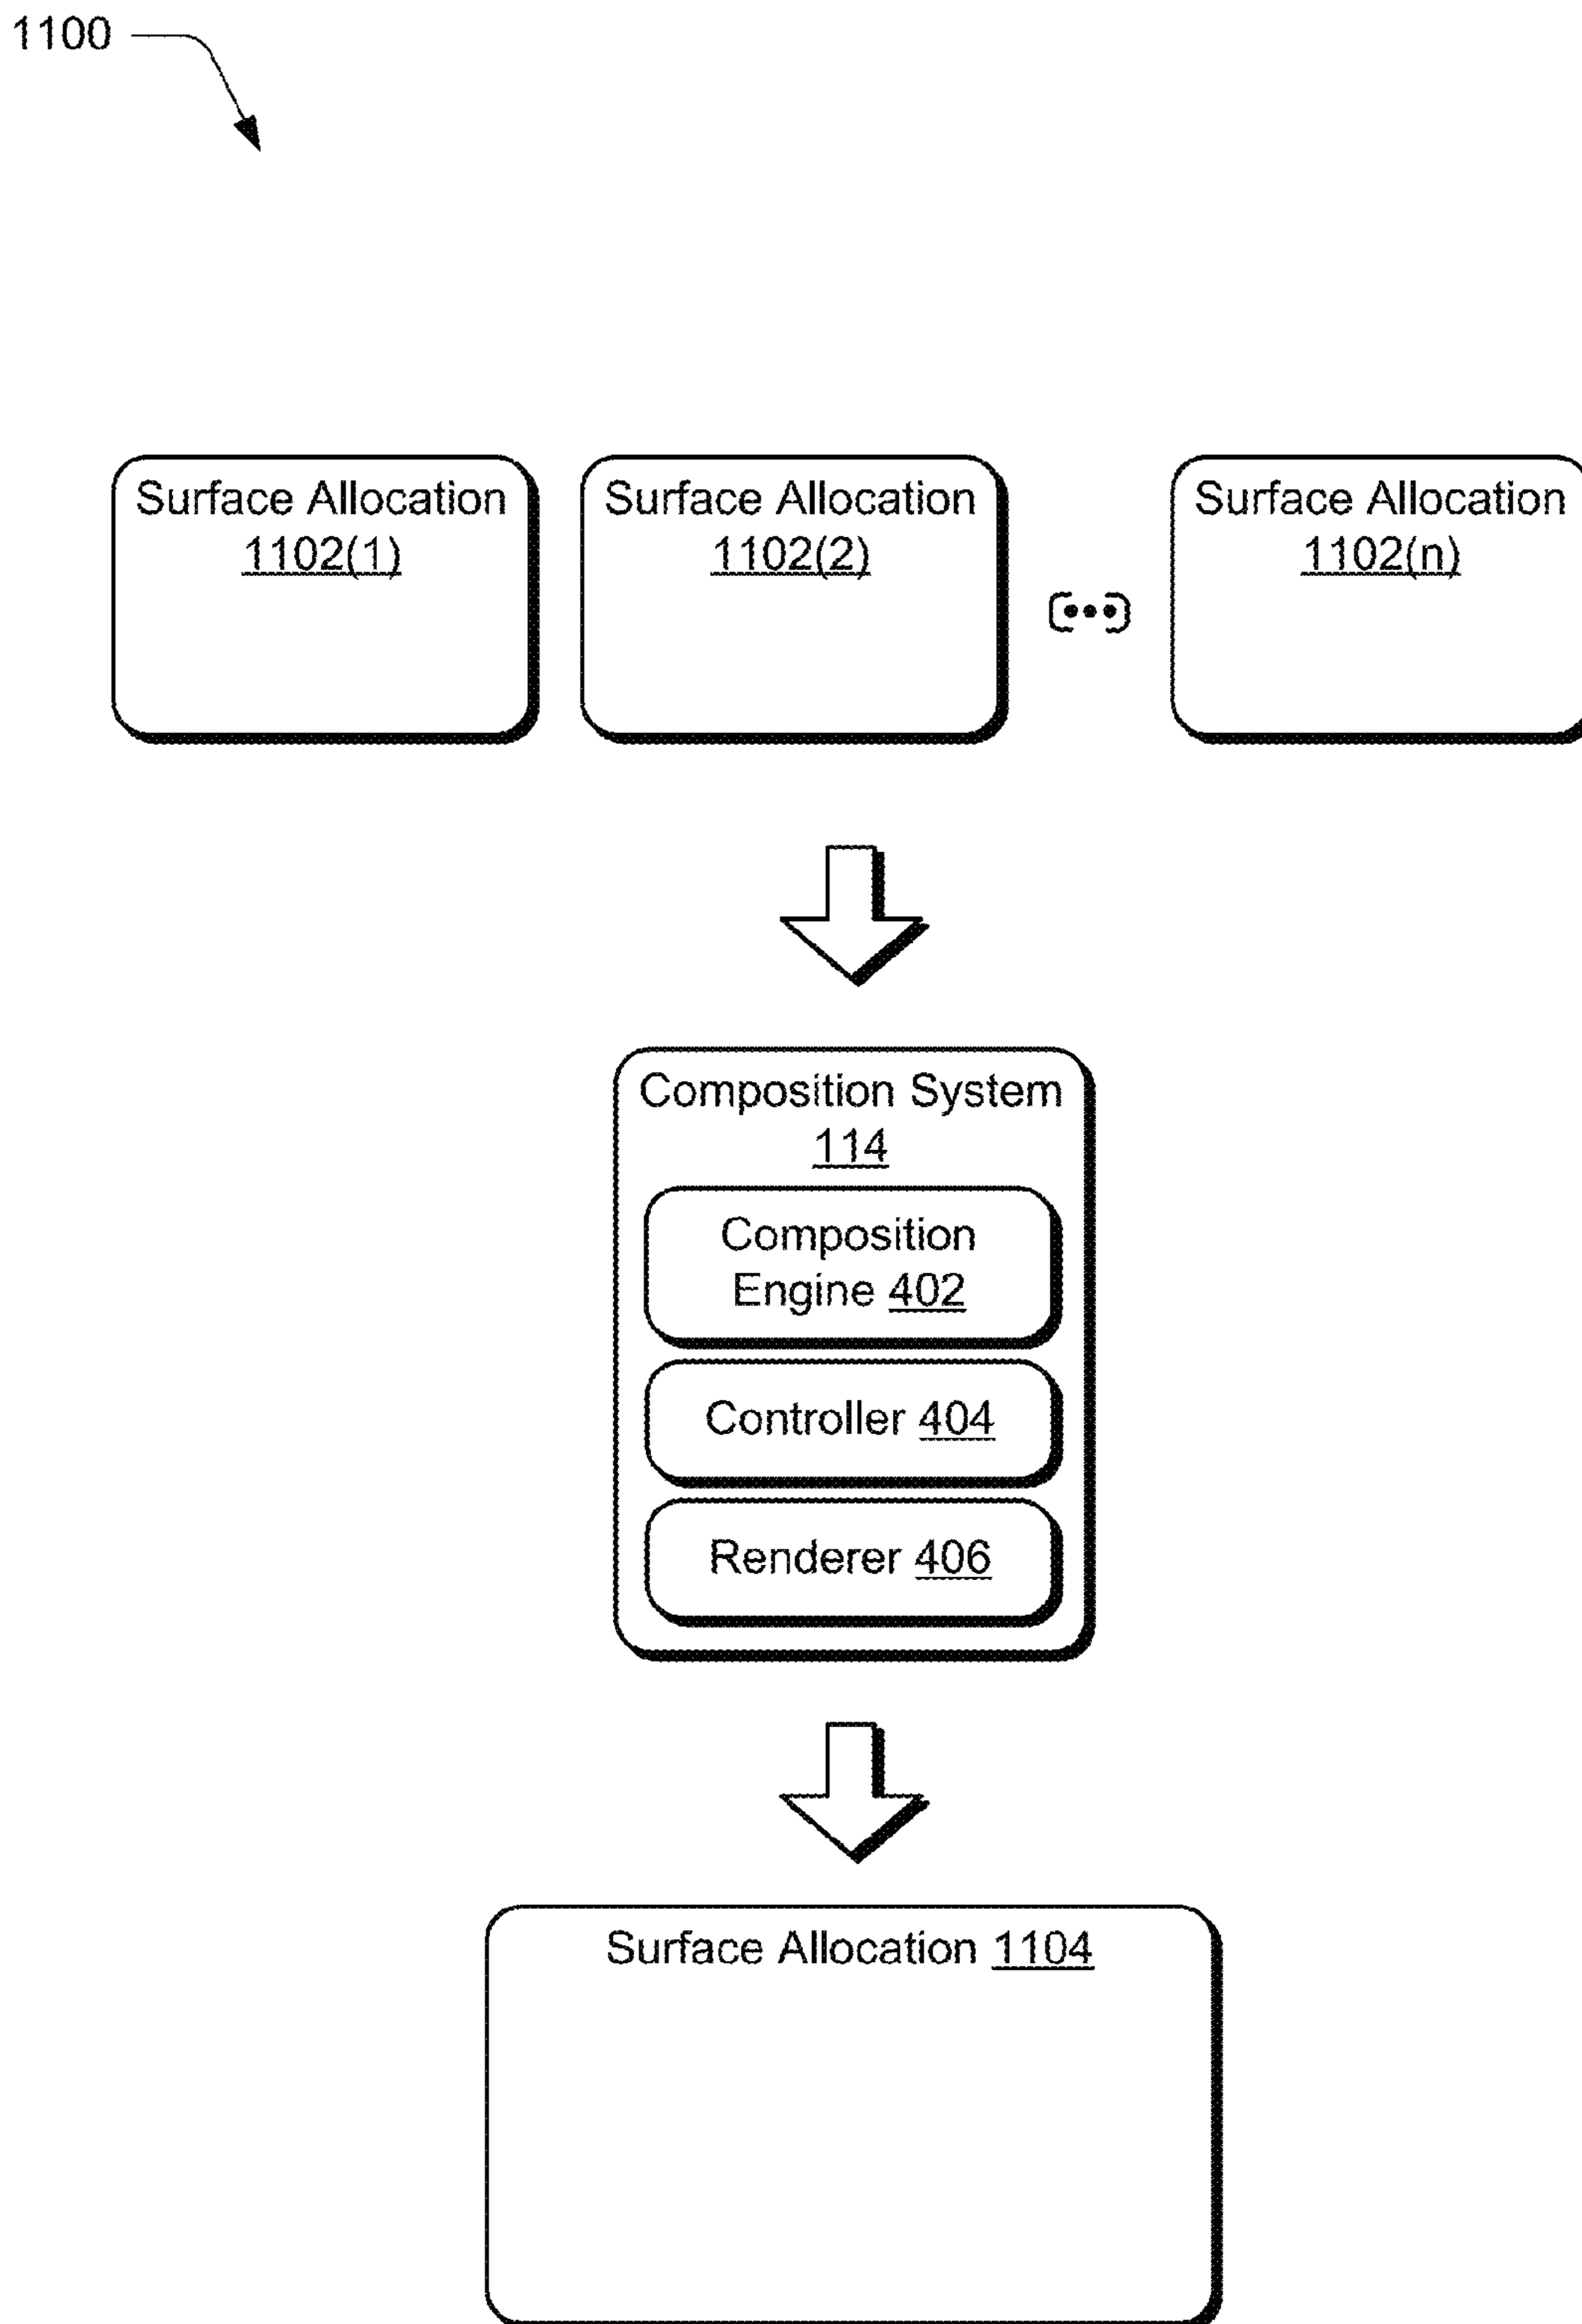 1100
Surface Allocation
1102(1)
Surface Allocation
1102(2)
Surface Allocation
1102(n)
Composition System
114
Composition
Engine 402
Controller 404
Renderer 406
Surface Allocation 1104